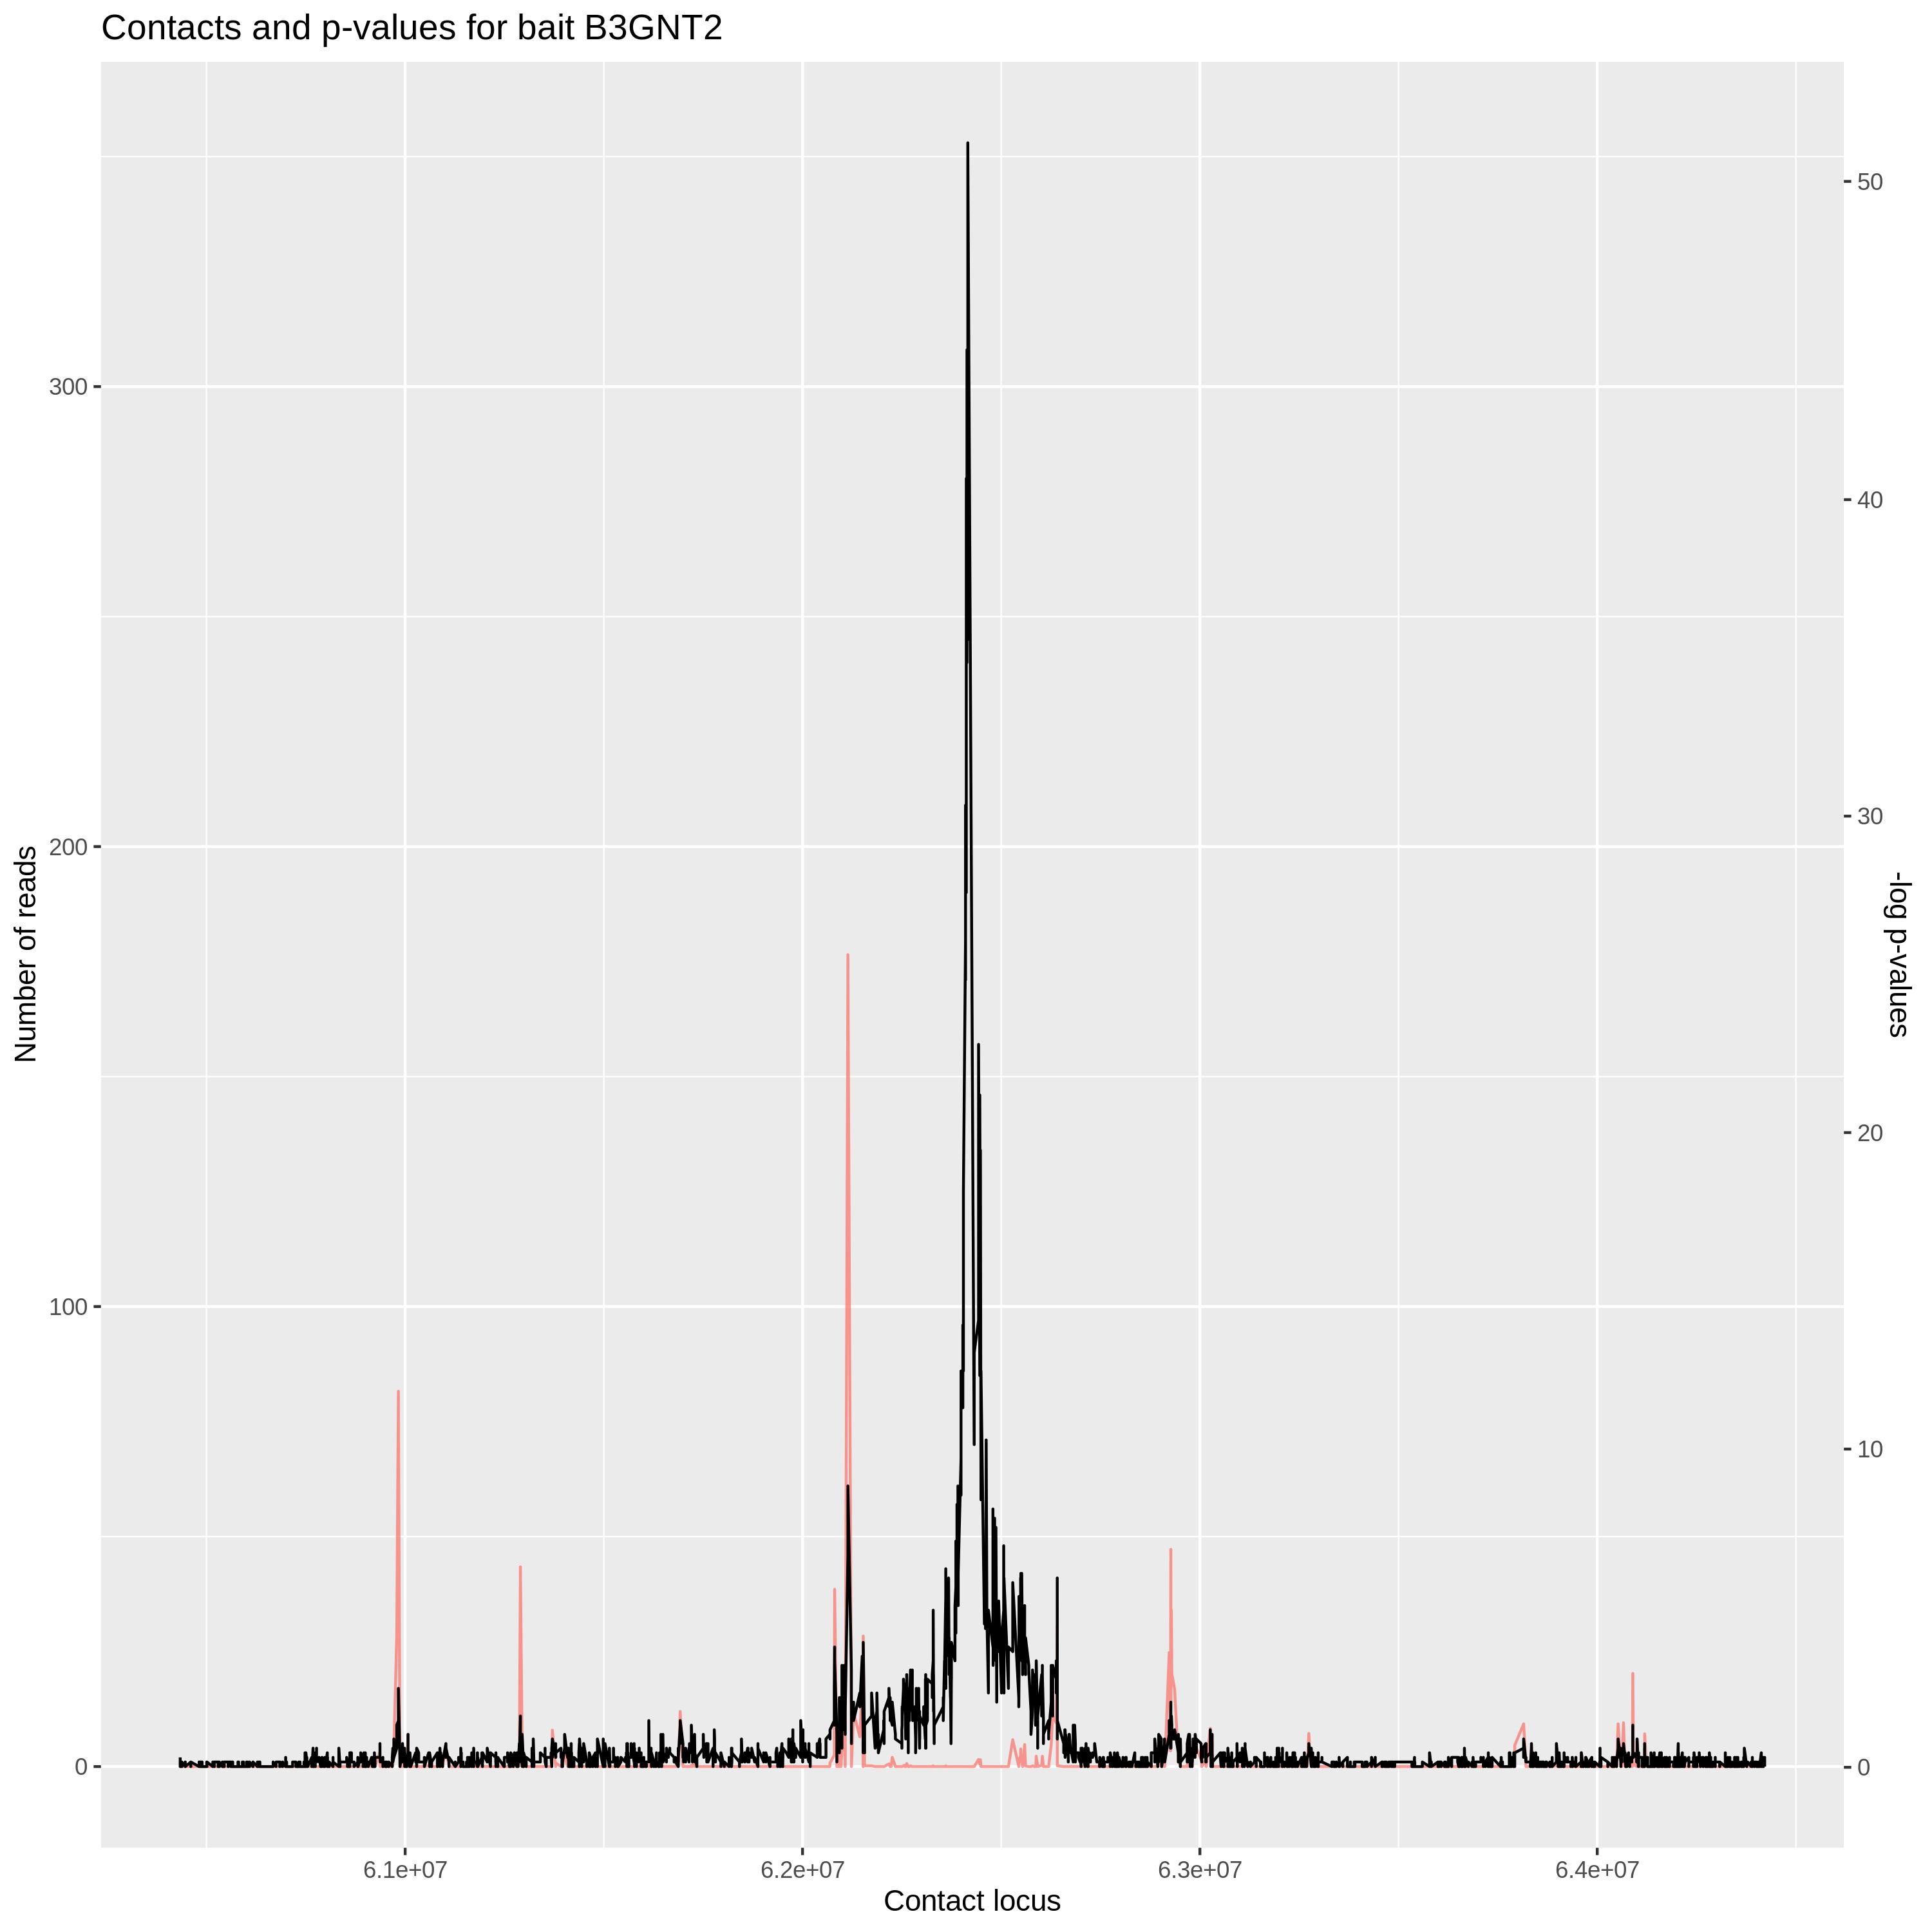 Contacts and p-values for bait B3GNT2
Number of reads
300
200
100
0
50
40
30
20
10
0
-log p-values
6.1e+07
6.2e+07
6.3e+07
6.4e+07
Contact locus